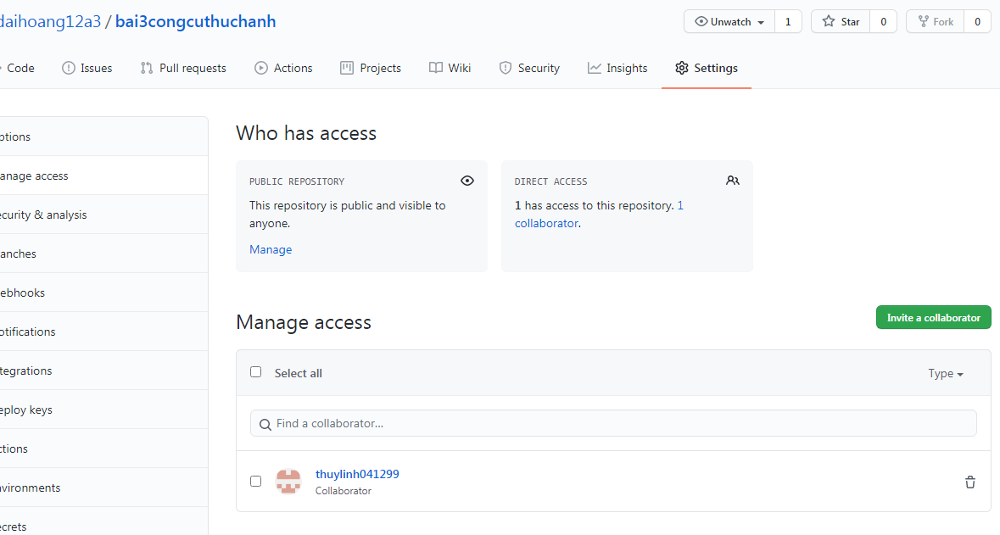 daihoang12a3 / bai3congcuthuchanh
Unwatch 1 Star 0 Fork 0
Code Issues Pull requests Actions Projects Wiki Security Insights Settings
ptions
anage access
ecurity & analysis
anches
ebhooks
otifications
tegrations
eploy keys
ctions
nvironments
ecrets
Who has access
PUBLIC REPOSITORY
This repository is public and visible to
anyone.
Manage
DIRECT ACCESS
1 has access to this repository. 1
collaborator.
Manage access
Invite a collaborator
Select all
Type
Find a collaborator...
thuylinh041299
Collaborator